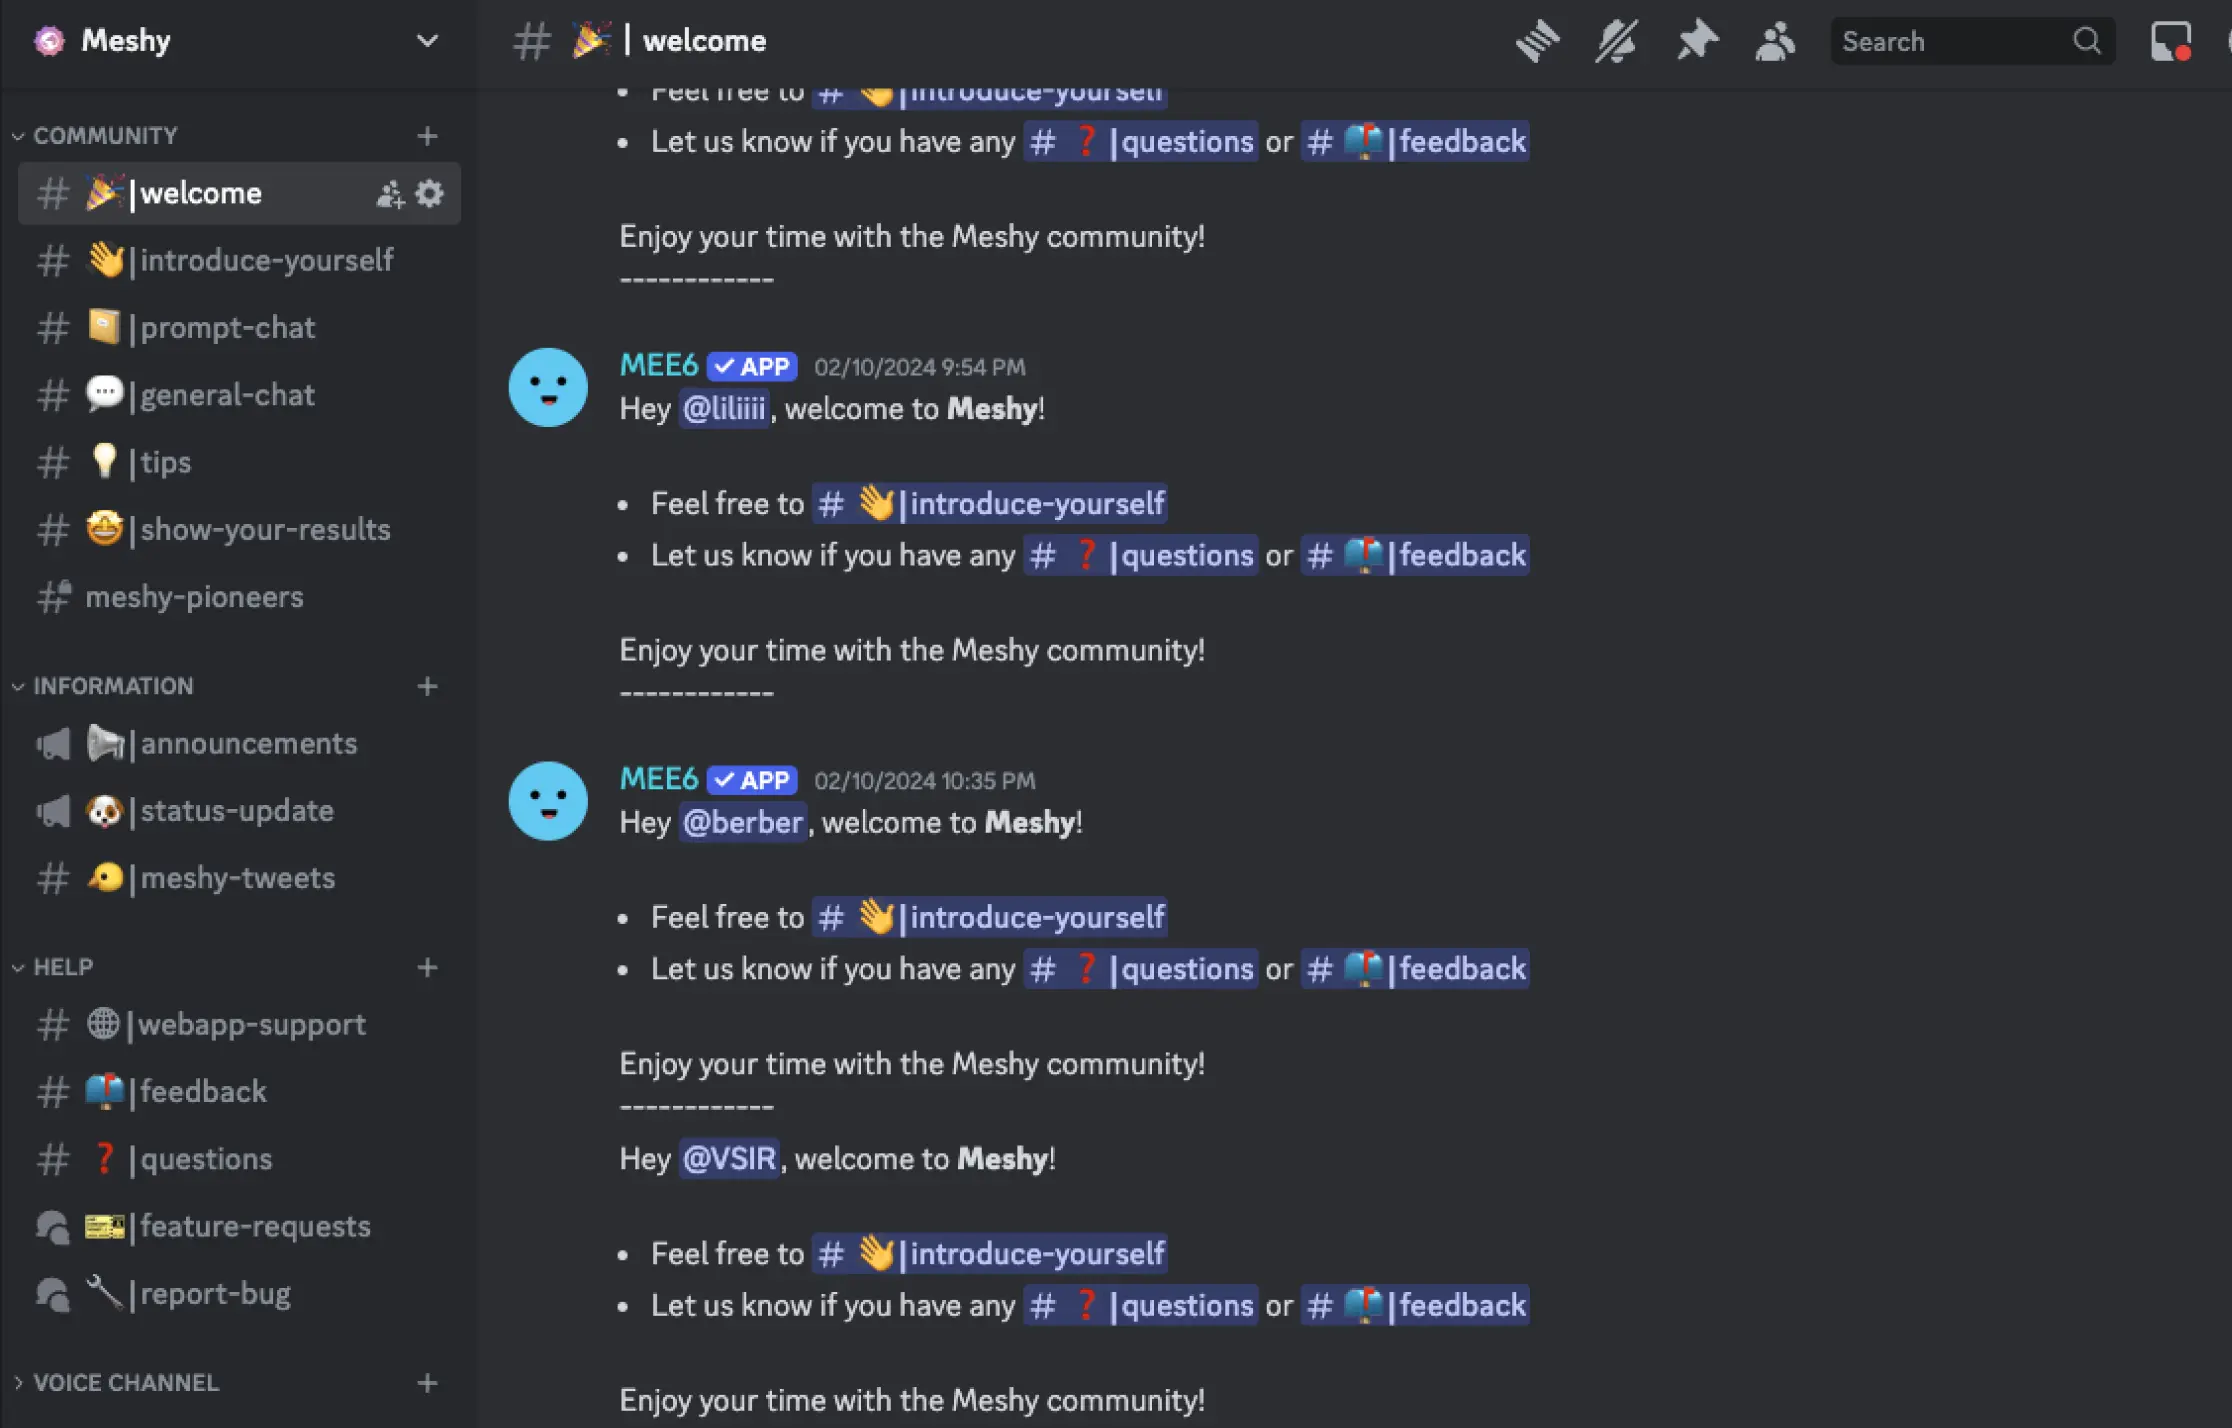 Meshy
COMMUNITY
# 🎉|welcome
# 👋|introduce-yourself
# 📔|prompt-chat
# 💬|general-chat
# 💡|tips
# 🤩|show-your-results
# meshy-pioneers
INFORMATION
📢|announcements
🐶|status-update
# 🐤|meshy-tweets
HELP
# 🌐|webapp-support
# 📫|feedback
# ❓|questions
🎫|feature-requests
🔧|report-bug
VOICE CHANNEL
# 🎉 | welcome
Search
• Feel free to # 👋|introduce-yourself
• Let us know if you have any # ❓|questions or # 📫|feedback
Enjoy your time with the Meshy community!
------------
MEE6 ✓ APP 02/10/2024 9:54 PM
Hey @liliiii, welcome to Meshy!
• Feel free to # 👋|introduce-yourself
• Let us know if you have any # ❓|questions or # 📫|feedback
Enjoy your time with the Meshy community!
------------
MEE6 ✓ APP 02/10/2024 10:35 PM
Hey @berber, welcome to Meshy!
• Feel free to # 👋|introduce-yourself
• Let us know if you have any # ❓|questions or # 📫|feedback
Enjoy your time with the Meshy community!
------------
Hey @VSIR, welcome to Meshy!
• Feel free to # 👋|introduce-yourself
• Let us know if you have any # ❓|questions or # 📫|feedback
Enjoy your time with the Meshy community!